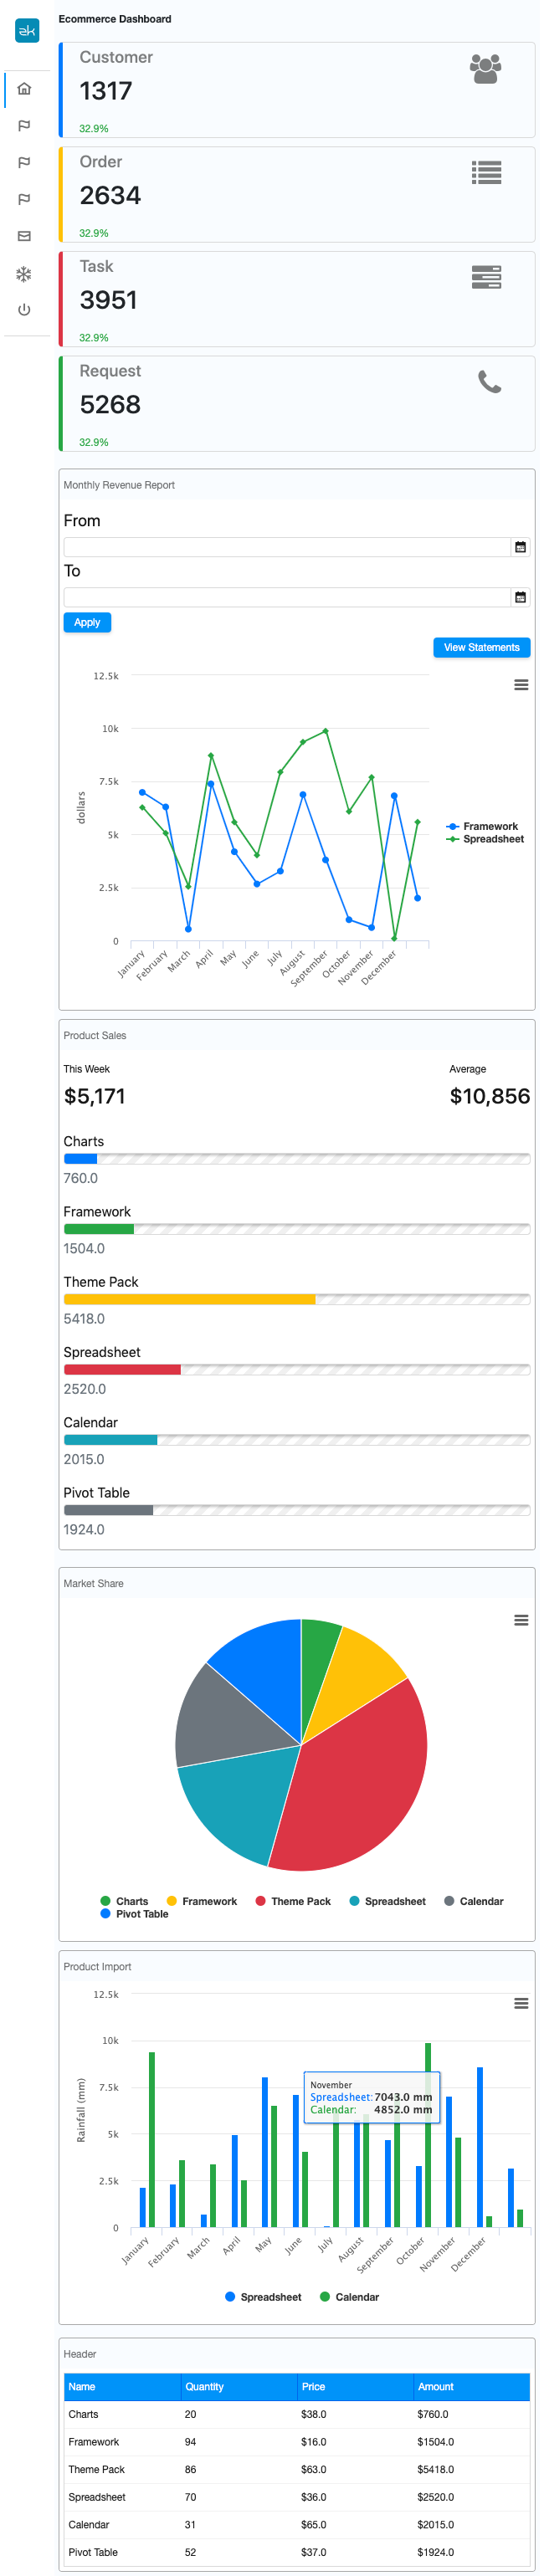 zk
Ecommerce Dashboard
Customer
1317
32.9%
Order
2634
32.9%
Task
3951
32.9%
Request
5268
32.9%
Monthly Revenue Report
From
To
Apply
View Statements
12.5k
10k
7.5k
5k
2.5k
0
dollars
January
February
March
April
May
June
July
August
September
October
November
December
Framework
Spreadsheet
Product Sales
This Week Average
$5,171 $10,856
Charts
760.0
Framework
1504.0
Theme Pack
5418.0
Spreadsheet
2520.0
Calendar
2015.0
Pivot Table
1924.0
Market Share
Charts Framework Theme Pack Spreadsheet Calendar
Pivot Table
Product Import
12.5k
10k
7.5k
5k
2.5k
0
Rainfall (mm)
November
Spreadsheet: 7043.0 mm
Calendar: 4852.0 mm
January
February
March
April
May
June
July
August
September
October
November
December
Spreadsheet Calendar
Header
Name Quantity Price Amount
Charts 20 $38.0 $760.0
Framework 94 $16.0 $1504.0
Theme Pack 86 $63.0 $5418.0
Spreadsheet 70 $36.0 $2520.0
Calendar 31 $65.0 $2015.0
Pivot Table 52 $37.0 $1924.0